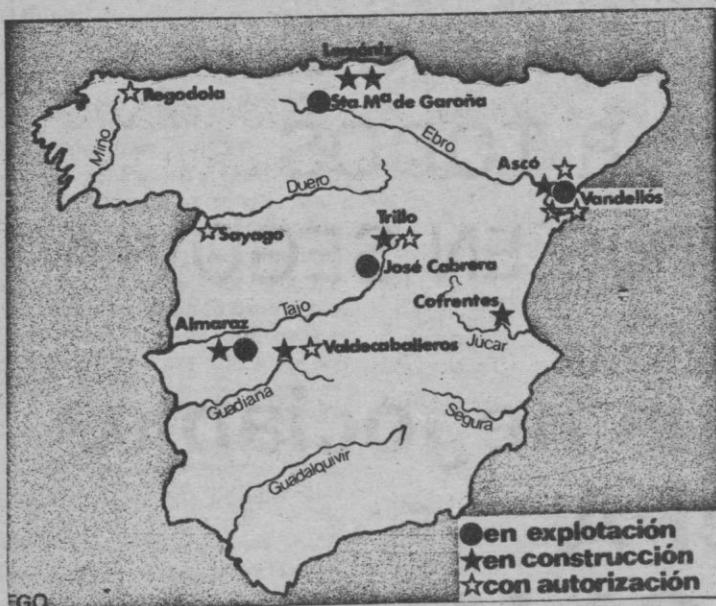 Lemóniz
Regodola
Sta. Mª de Garoña
Miño
Ebro
Ascó
Duero
Vandellós
Sayago
Trillo
José Cabrera
Tajo
Cofrentes
Almaraz
Júcar
Valdecaballeros
Guadiana
Segura
Guadalquivir
en explotación
en construcción
con autorización
EGO